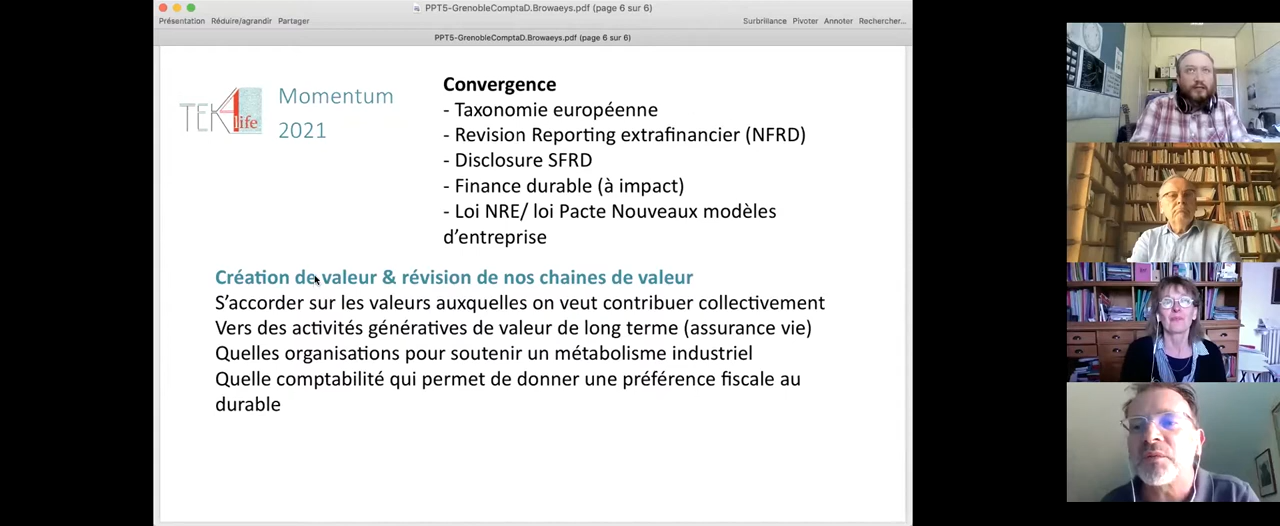 PPT5-GrenobleComptaD.Browaeys.pdf (page 6 sur 6)
Présentation Réduire/agrandir Partager
Surbrillance Pivoter Annoter Rechercher...
PPT5-GrenobleComptaD.Browaeys.pdf (page 6 sur 6)
TEK4life
Momentum
2021
Convergence
- Taxonomie européenne
- Revision Reporting extrafinancier (NFRD)
- Disclosure SFRD
- Finance durable (à impact)
- Loi NRE/ loi Pacte Nouveaux modèles
d’entreprise
Création de valeur & révision de nos chaines de valeur
S’accorder sur les valeurs auxquelles on veut contribuer collectivement
Vers des activités génératives de valeur de long terme (assurance vie)
Quelles organisations pour soutenir un métabolisme industriel
Quelle comptabilité qui permet de donner une préférence fiscale au
durable